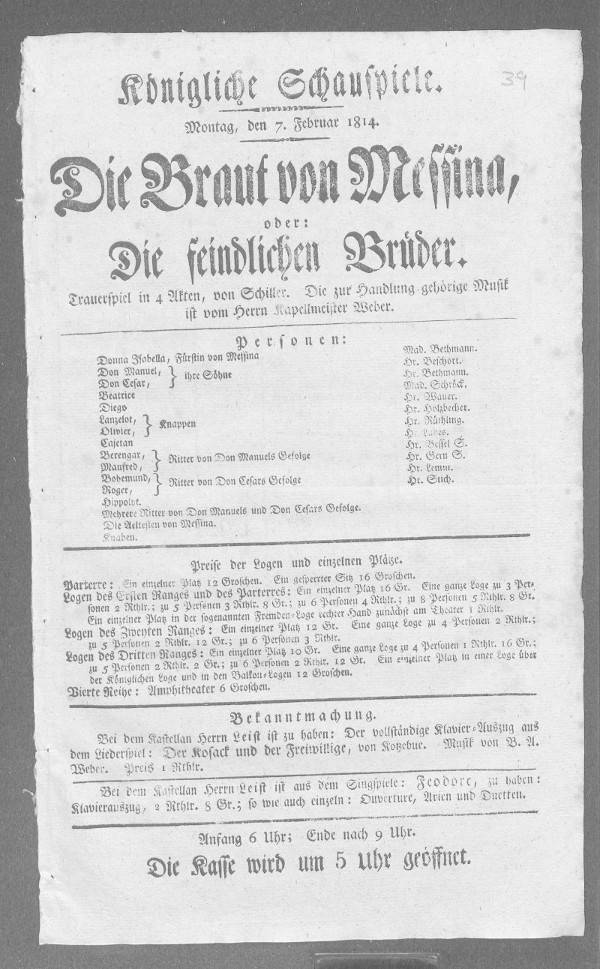 39
Königliche Schauspiele.
Montag, den 7. Februar 1814.
Die Braut von Messina,
oder:
Die feindlichen Brüder.
Trauerspiel in 4 Akten, von Schiller. Die zur Handlung gehörige Musik
ist vom Herrn Kapellmeister Weber.
Personen:
Donna Isabella, Fürstin von Messina Mad. Bethmann.
Don Manuel, } ihre Söhne Hr. Beschort.
Don Cesar, } Hr. Bethmann.
Beatrice Mad. Schröck.
Diego Hr. Wauer.
Lanzelot, } Knappen Hr. Holzbecher.
Olivier, } Hr. Rüthling.
Cajetan Hr. Labes.
Berengar, } Ritter von Don Manuels Gefolge Hr. Bessel S.
Manfred, } Hr. Gern S.
Bohemund, } Ritter von Don Cesars Gefolge Hr. Lemm.
Roger, } Hr. Stich.
Hippolyt.
Mehrere Ritter von Don Manuels und Don Cesars Gefolge.
Die Aeltesten von Messina.
Knaben.
Preise der Logen und einzelnen Plätze.
Parterre: Ein einzelner Platz 12 Groschen. Ein gesperrter Sitz 16 Groschen.
Logen des Ersten Ranges und des Parterres: Ein einzelner Platz 16 Gr. Eine ganze Loge zu 3 Per-
sonen 2 Rthlr.; zu 5 Personen 3 Rthlr. 8 Gr.; zu 6 Personen 4 Rthlr.; zu 8 Personen 5 Rthlr. 8 Gr.
Ein einzelner Platz in der sogenannten Fremden-Loge rechter Hand zunächst am Theater 1 Rthlr.
Logen des Zweyten Ranges: Ein einzelner Platz 12 Gr. Eine ganze Loge zu 4 Personen 2 Rthlr.;
zu 5 Personen 2 Rthlr. 12 Gr.; zu 6 Personen 3 Rthlr.
Logen des Dritten Ranges: Ein einzelner Platz 10 Gr. Eine ganze Loge zu 4 Personen 1 Rthlr. 16 Gr.;
zu 5 Personen 2 Rthlr. 2 Gr.; zu 6 Personen 2 Rthlr. 12 Gr. Ein einzelner Platz in einer Loge über
der Königlichen Loge und in den Balkon-Logen 12 Groschen.
Vierte Reihe: Amphitheater 6 Groschen.
Bekanntmachung.
Bei dem Kastellan Herrn Leist ist zu haben: Der vollständige Klavier-Auszug aus
dem Liederspiel: Der Kosack und der Freiwillige, von Kotzebue. Musik von B. A.
Weber. Preis 1 Rthlr.
Bei dem Kastellan Herrn Leist ist aus dem Singspiele: Feodore, zu haben:
Klavierauszug, 2 Rthlr. 8 Gr.; so wie auch einzeln: Ouverture, Arien und Duetten.
Anfang 6 Uhr; Ende nach 9 Uhr.
Die Kasse wird um 5 Uhr geöffnet.